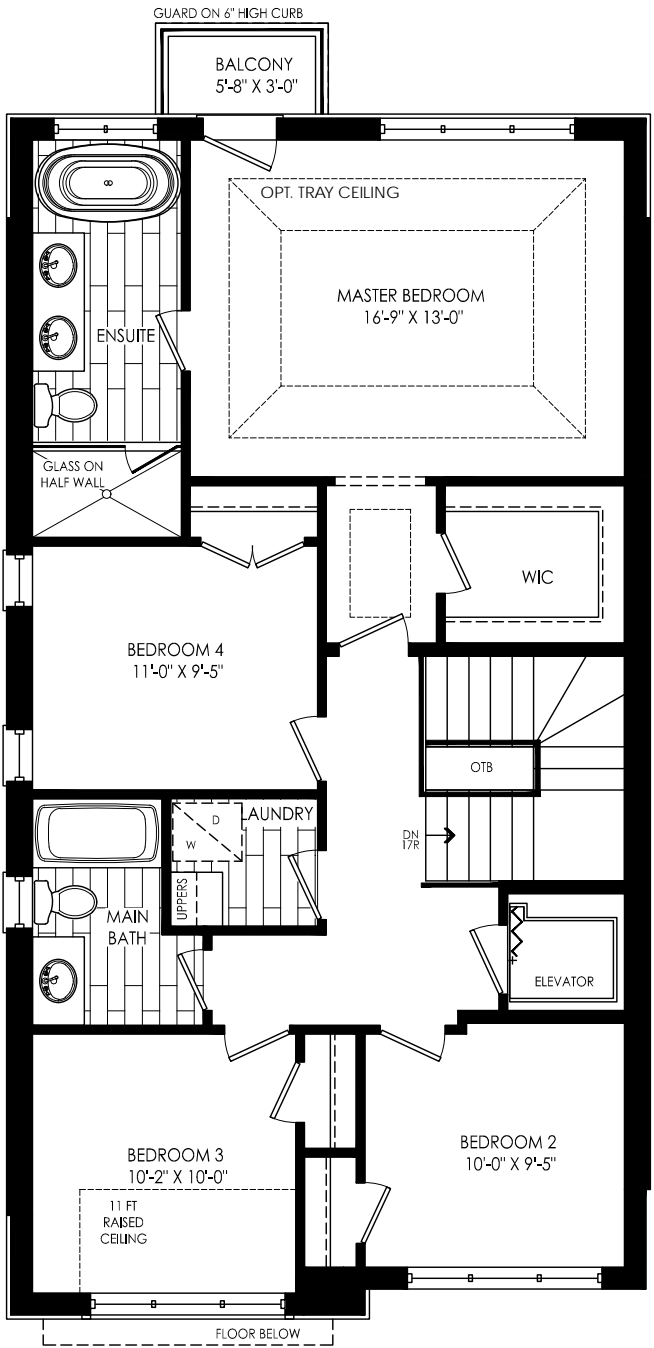 GUARD ON 6" HIGH CURB
BALCONY
5'-8" X 3'-0"
OPT. TRAY CEILING
MASTER BEDROOM
16'-9" X 13'-0"
ENSUITE
GLASS ON
HALF WALL
WIC
BEDROOM 4
11'-0" X 9'-5"
OTB
LAUNDRY
D
W
DN
17R
UPPERS
MAIN
BATH
ELEVATOR
BEDROOM 2
10'-0" X 9'-5"
BEDROOM 3
10'-2" X 10'-0"
11 FT
RAISED
CEILING
FLOOR BELOW